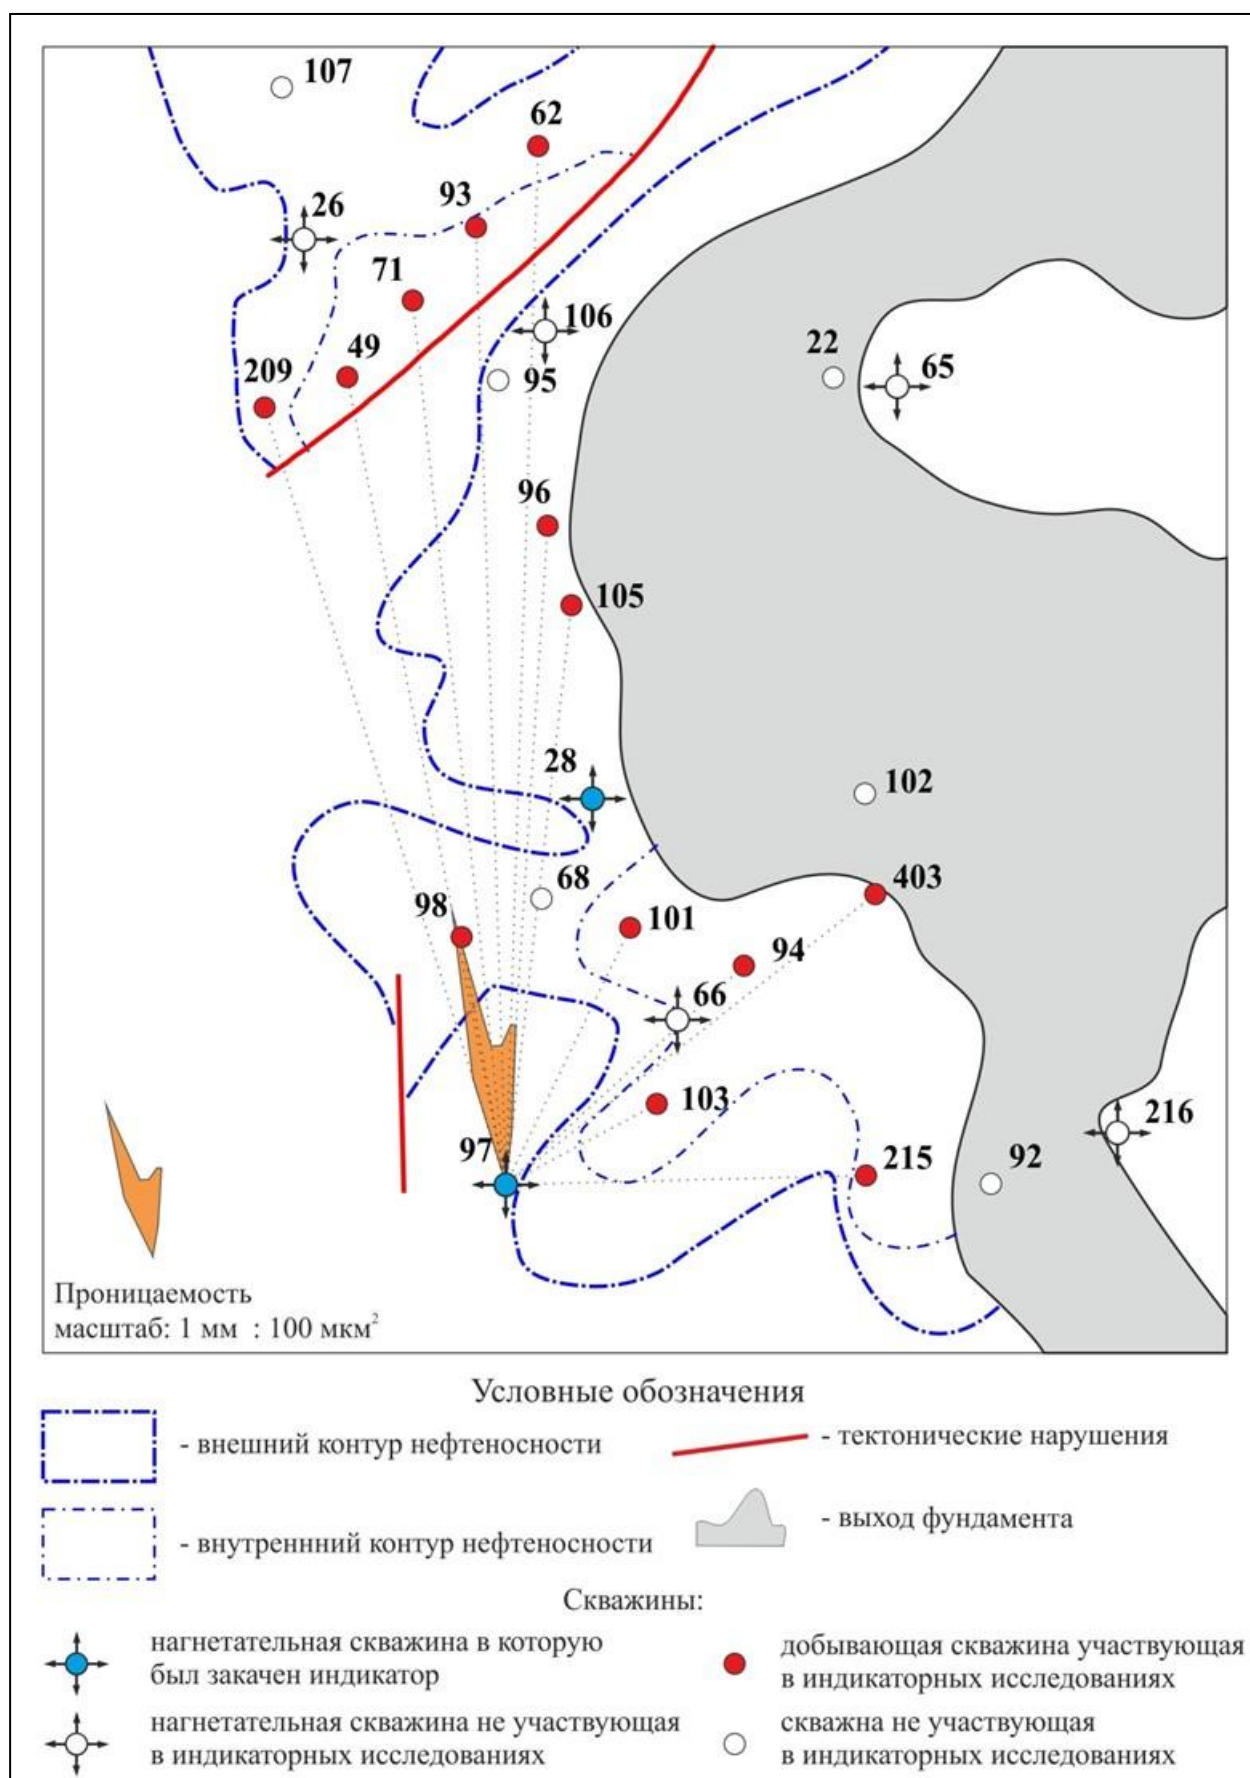 107
62
93
26
71
106
49
22
65
209
95
96
105
28
102
68
403
98
101
94
66
103
216
97
215
92
Проницаемость
масштаб: 1 мм : 100 мкм²
Условные обозначения
- внешний контур нефтеносности
- тектонические нарушения
- внутреннний контур нефтеносности
- выход фундамента
Скважины:
нагнетательная скважина в которую
был закачен индикатор
добывающая скважина участвующая
в индикаторных исследованиях
нагнетательная скважина не участвующая
в индикаторных исследованиях
скважна не участвующая
в индикаторных исследованиях